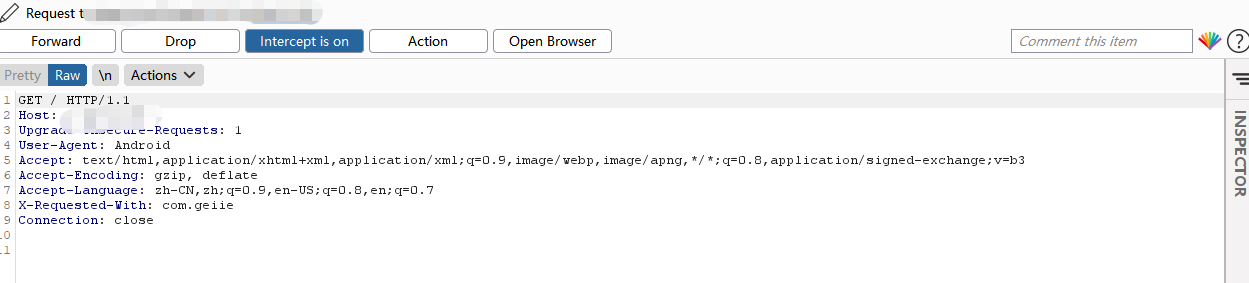 Request t
Forward Drop Intercept is on Action Open Browser Comment this item ?
Pretty Raw \n Actions
1 GET / HTTP/1.1
2 Host:
3 Upgrade-Insecure-Requests: 1
4 User-Agent: Android
5 Accept: text/html,application/xhtml+xml,application/xml;q=0.9,image/webp,image/apng,*/*;q=0.8,application/signed-exchange;v=b3
6 Accept-Encoding: gzip, deflate
7 Accept-Language: zh-CN,zh;q=0.9,en-US;q=0.8,en;q=0.7
8 X-Requested-With: com.geiie
9 Connection: close
10
11
INSPECTOR